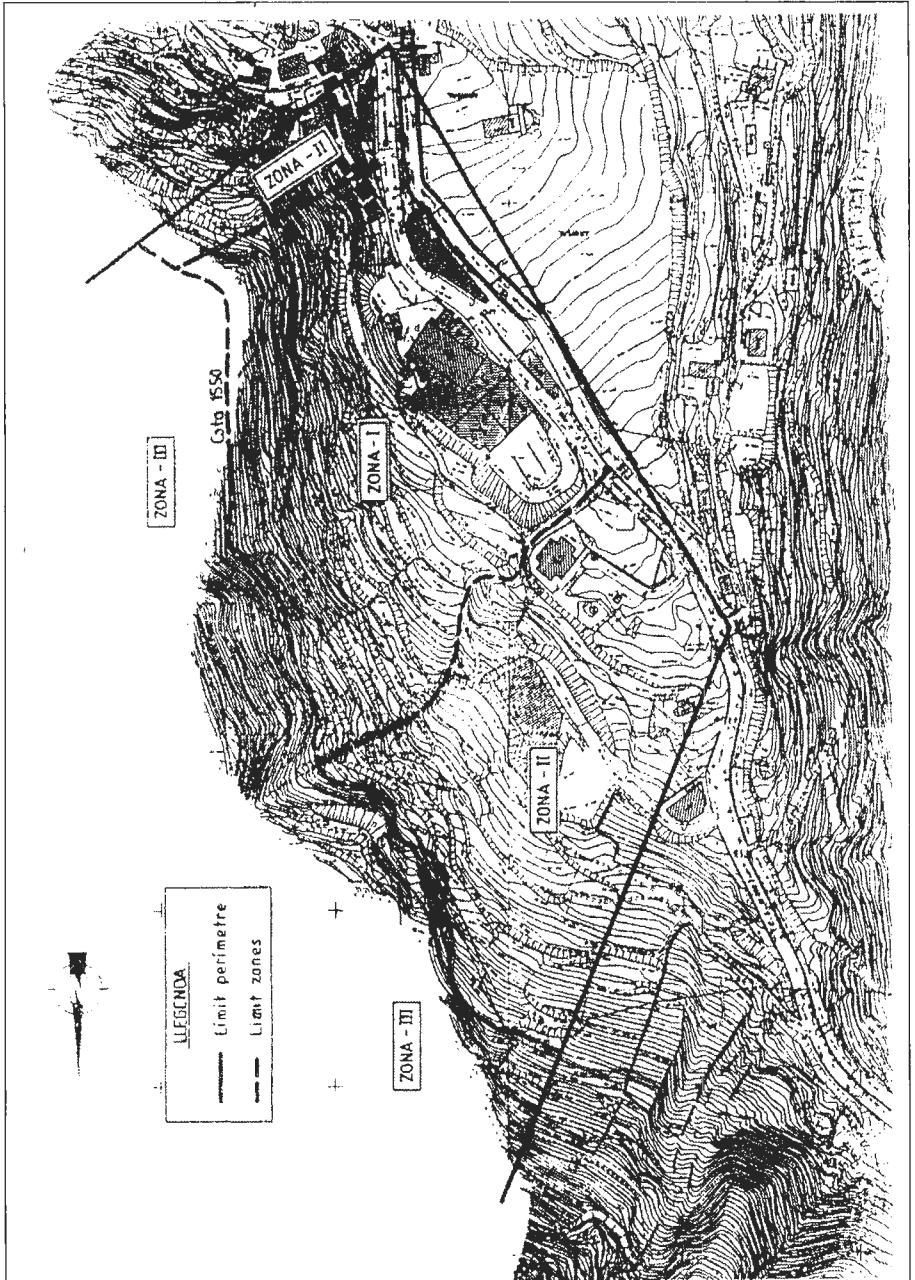 ZONA - II
Cota 1550
ZONA - III
ZONA - I
ZONA - II
LLEGENDA
Límit perímetre
Límit zones
ZONA - III